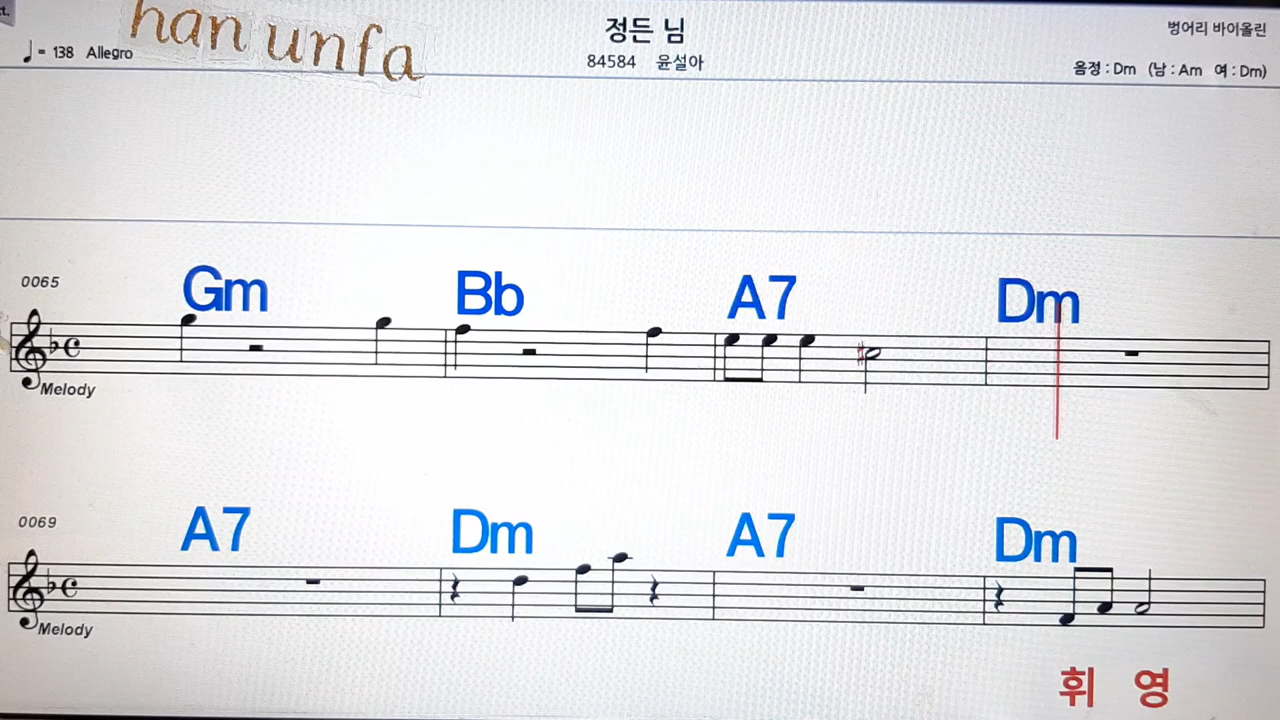 ct.
han unfa
♩ = 138 Allegro
정든 님
84584 윤설아
벙어리 바이올린
음정 : Dm (남 : Am 여 : Dm)
0065
Gm Bb A7 Dm
Melody
0069
A7 Dm A7 Dm
Melody
휘 영